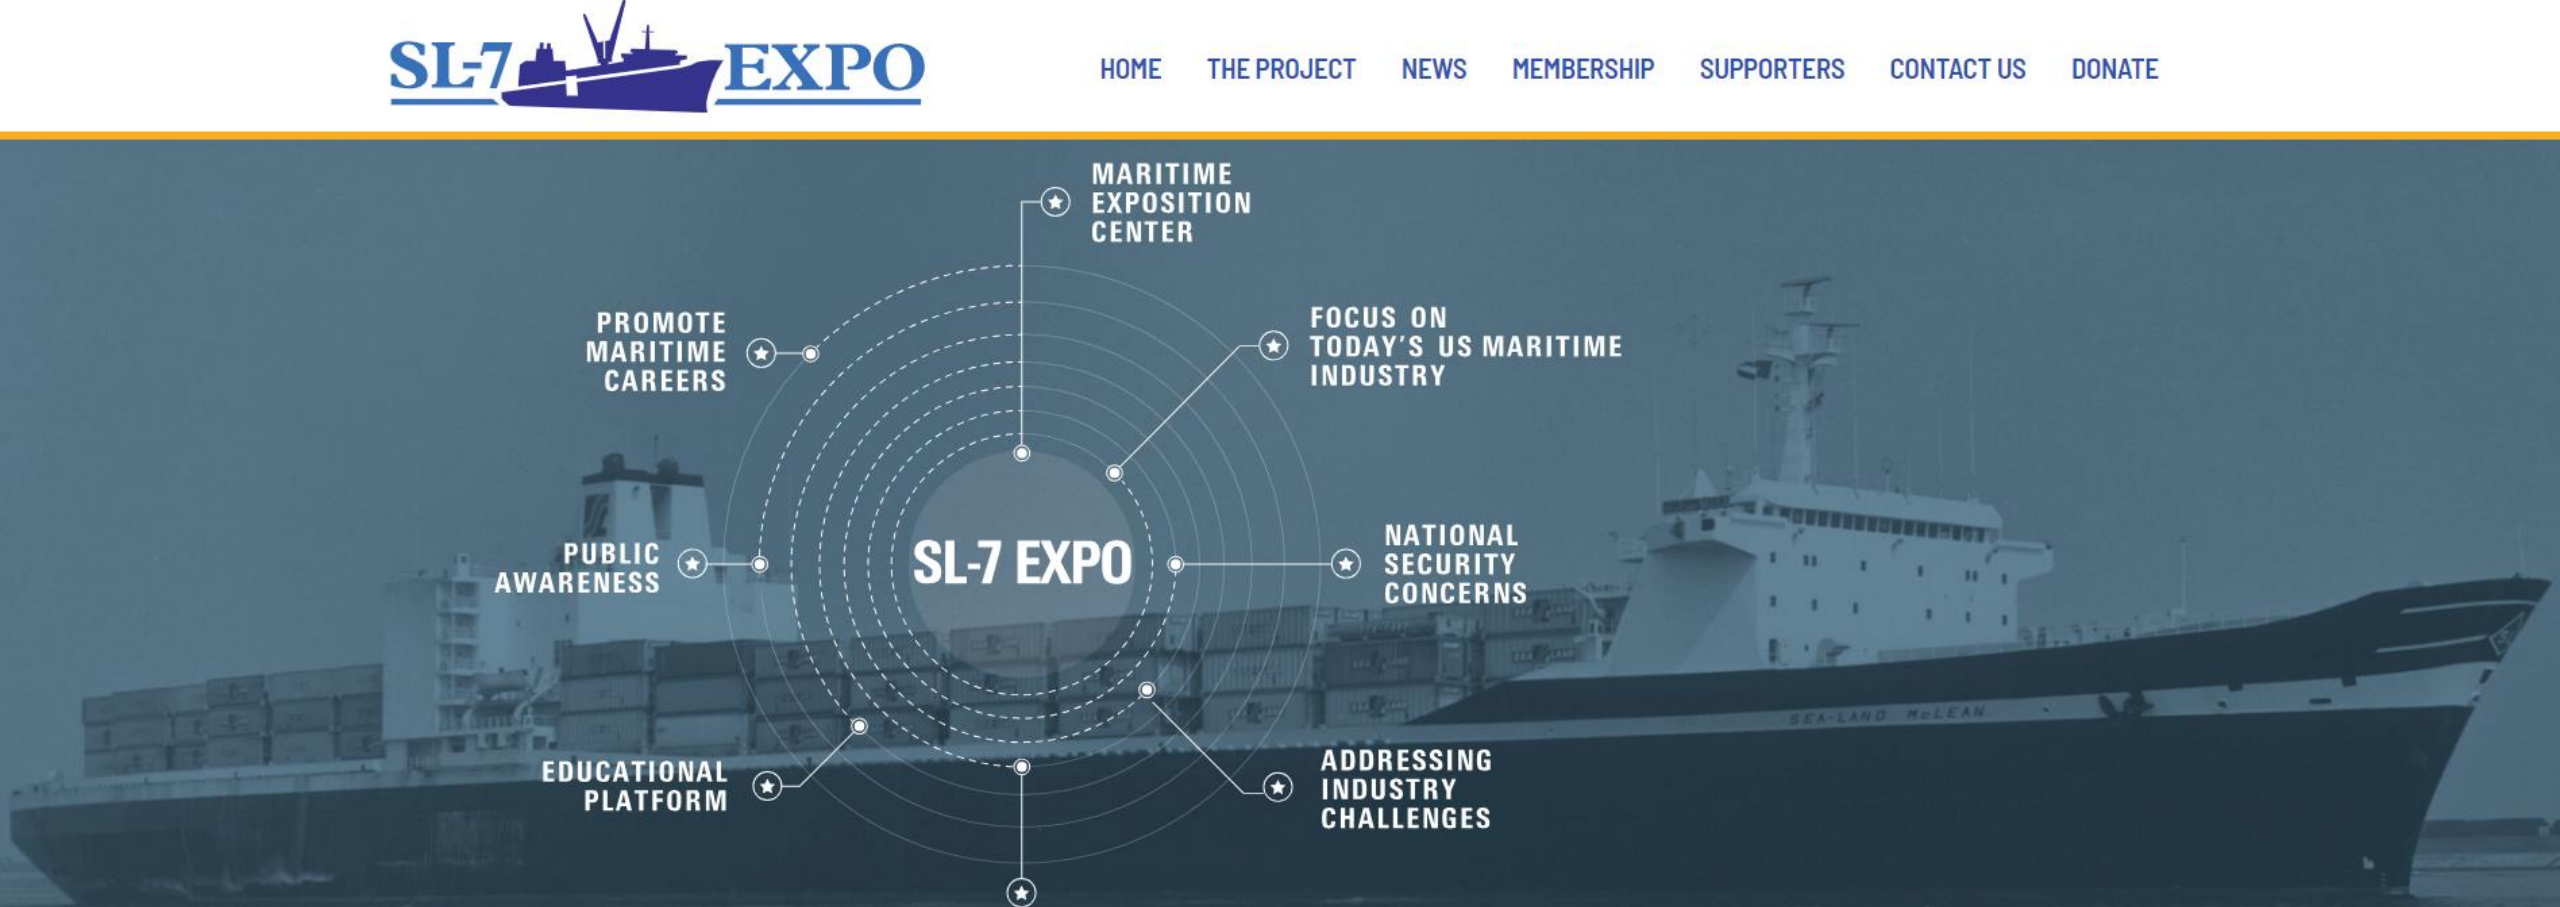 SL-7 EXPO
HOME THE PROJECT NEWS MEMBERSHIP SUPPORTERS CONTACT US DONATE
MARITIME
EXPOSITION
CENTER
FOCUS ON
TODAY'S US MARITIME
INDUSTRY
PROMOTE
MARITIME
CAREERS
SL-7 EXPO
NATIONAL
SECURITY
CONCERNS
PUBLIC
AWARENESS
SEA-LAND McLEAN
EDUCATIONAL
PLATFORM
ADDRESSING
INDUSTRY
CHALLENGES